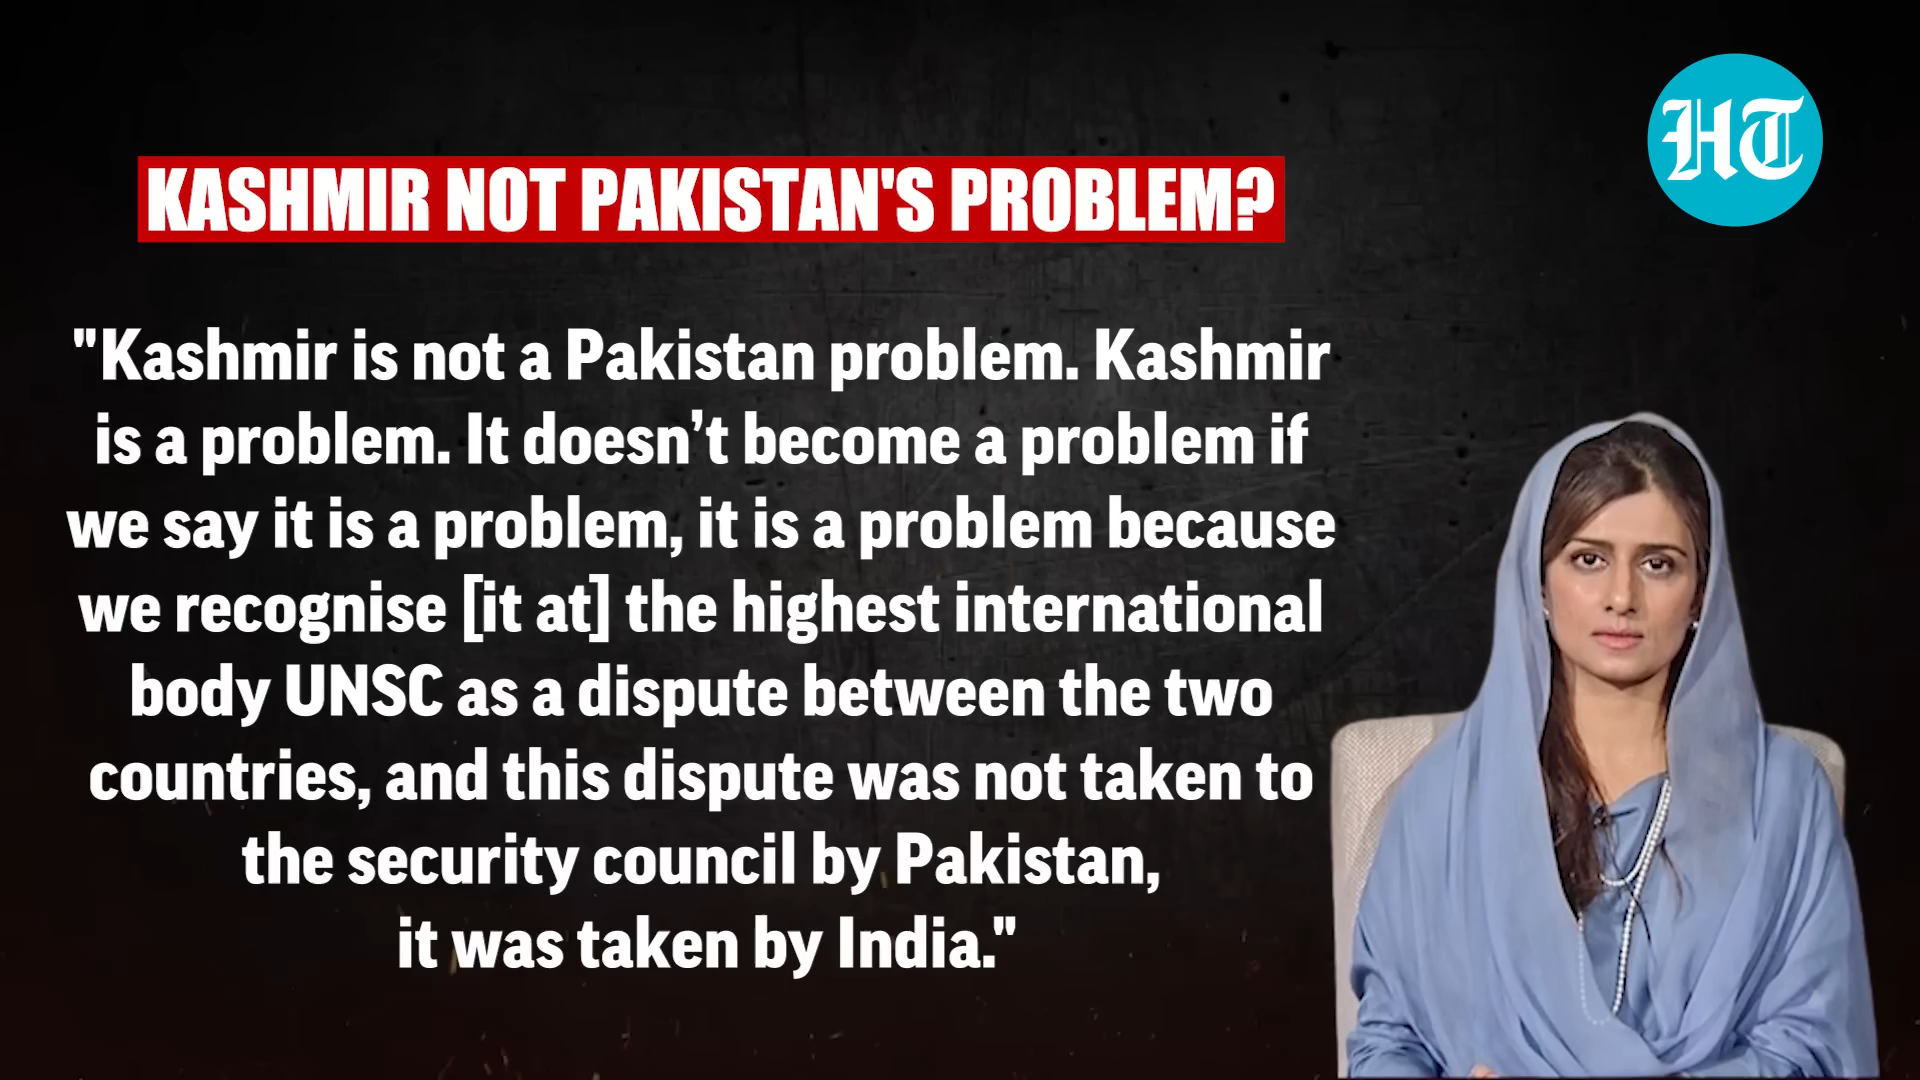 HT
KASHMIR NOT PAKISTAN'S PROBLEM?
"Kashmir is not a Pakistan problem. Kashmir
is a problem. It doesn’t become a problem if
we say it is a problem, it is a problem because
we recognise [it at] the highest international
body UNSC as a dispute between the two
countries, and this dispute was not taken to
the security council by Pakistan,
it was taken by India."